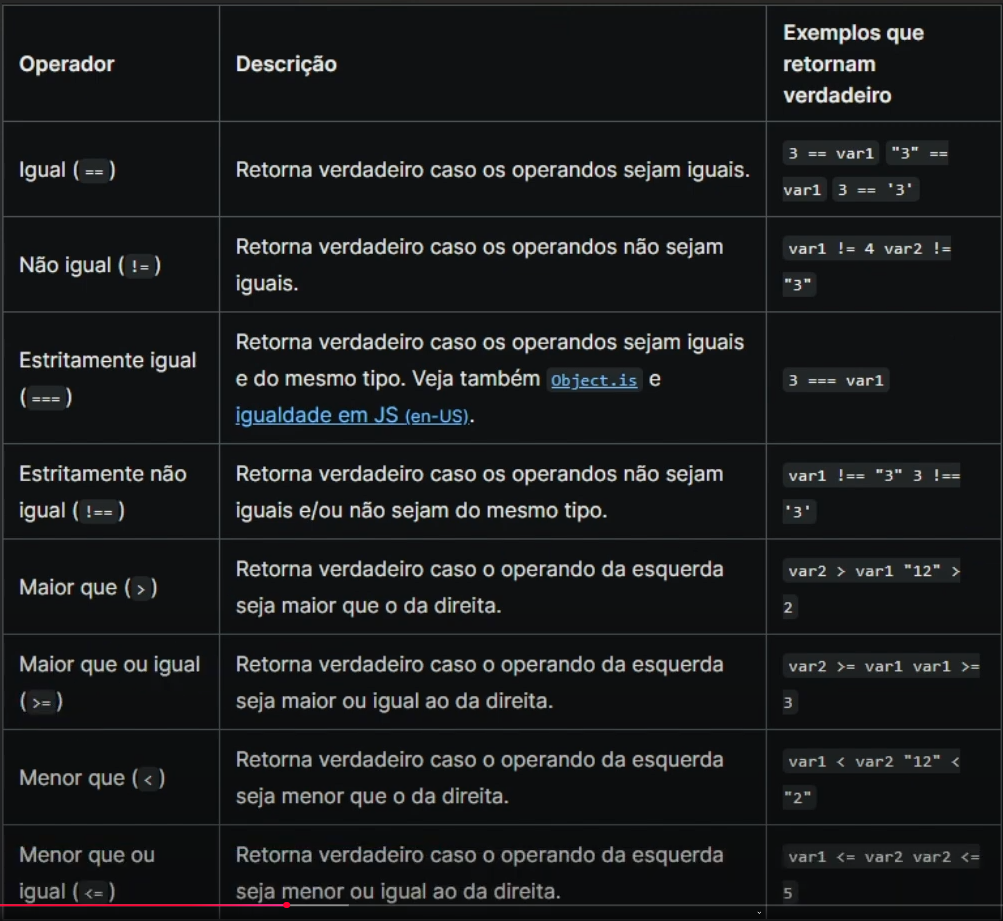 Operador
Descrição
Exemplos que
retornam
verdadeiro
Igual ( == )
Retorna verdadeiro caso os operandos sejam iguais.
3 == var1 "3" ==
var1 3 == '3'
Não igual ( != )
Retorna verdadeiro caso os operandos não sejam
iguais.
var1 != 4 var2 !=
"3"
Estritamente igual
( === )
Retorna verdadeiro caso os operandos sejam iguais
e do mesmo tipo. Veja também Object.is e
igualdade em JS (en-US).
3 === var1
Estritamente não
igual ( !== )
Retorna verdadeiro caso os operandos não sejam
iguais e/ou não sejam do mesmo tipo.
var1 !== "3" 3 !==
'3'
Maior que ( > )
Retorna verdadeiro caso o operando da esquerda
seja maior que o da direita.
var2 > var1 "12" >
2
Maior que ou igual
( >= )
Retorna verdadeiro caso o operando da esquerda
seja maior ou igual ao da direita.
var2 >= var1 var1 >=
3
Menor que ( < )
Retorna verdadeiro caso o operando da esquerda
seja menor que o da direita.
var1 < var2 "12" <
"2"
Menor que ou
igual ( <= )
Retorna verdadeiro caso o operando da esquerda
seja menor ou igual ao da direita.
var1 <= var2 var2 <=
5